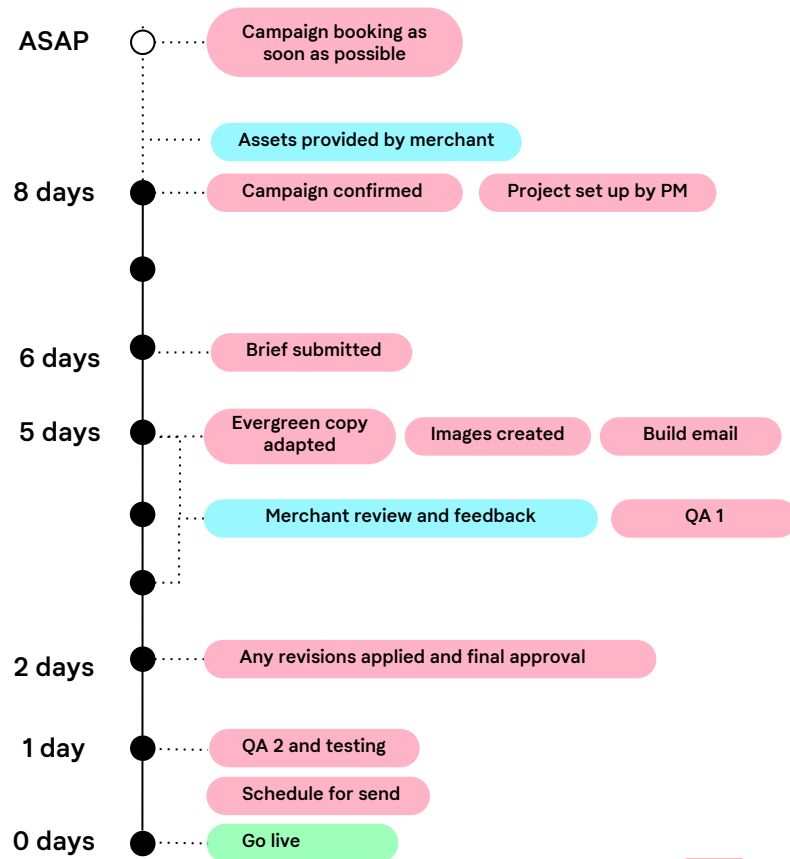 ASAP
Campaign booking as
soon as possible
Assets provided by merchant
8 days
Campaign confirmed
Project set up by PM
6 days
Brief submitted
5 days
Evergreen copy
adapted
Images created
Build email
Merchant review and feedback
QA 1
2 days
Any revisions applied and final approval
1 day
QA 2 and testing
Schedule for send
0 days
Go live